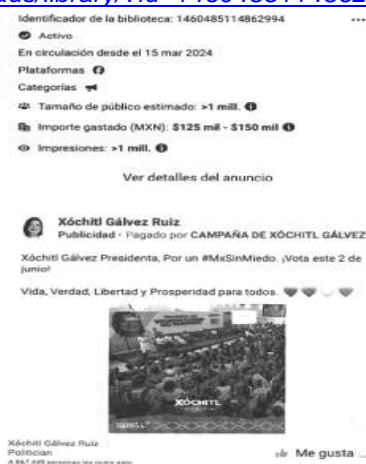 Identificador de la biblioteca: 1460485114862994
Activo
En circulación desde el 15 mar 2024
Plataformas
Categorías
Tamaño de público estimado: >1 mill.
Importe gastado (MXN): $125 mil - $150 mil
Impresiones: >1 mill.
Ver detalles del anuncio
Xóchitl Gálvez Ruiz
Publicidad · Pagado por CAMPAÑA DE XÓCHITL GÁLVEZ
Xóchitl Gálvez Presidenta, Por un #MxSinMiedo. ¡Vota este 2 de
junio!
Vida, Verdad, Libertad y Prosperidad para todos.
XÓCHITL
Xóchitl Gálvez Ruiz
Politician
Me gusta